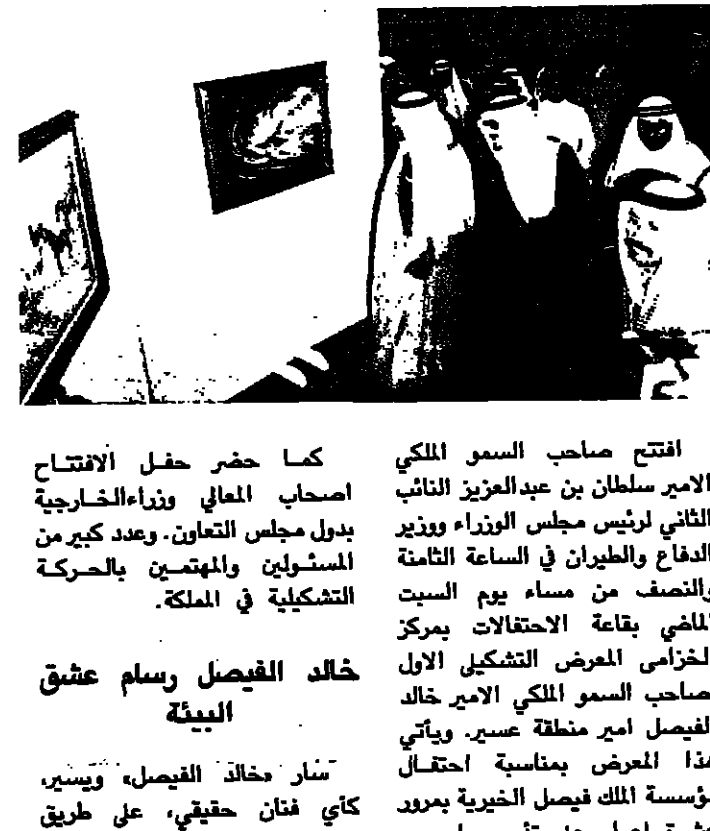 افتتح صاحب السمو الملكي
الامير سلطان بن عبدالعزيز النائب
الثاني لرئيس مجلس الوزراء ووزير
الدفاع والطيران في الساعة الثامنة
والنصف من مساء يوم السبت
الماضي بقاعة الاحتفالات بمركز
الخزامى المعرض التشكيلي الاول
لصاحب السمو الملكي الامير خالد
الفيصل امير منطقة عسير. ويأتي
هذا المعرض بمناسبة احتفال
مؤسسة الملك فيصل الخيرية بمرور
كما حضر حفل الافتتاح
اصحاب المعالي وزراءالخارجية
بدول مجلس التعاون. وعدد كبير من
المسئولين والمهتمين بالحركة
التشكيلية في المملكة.
خالد الفيصل رسام عشق
البيئة
سار «خالد الفيصل» ويسير،
كأي فنان حقيقي، على طريق